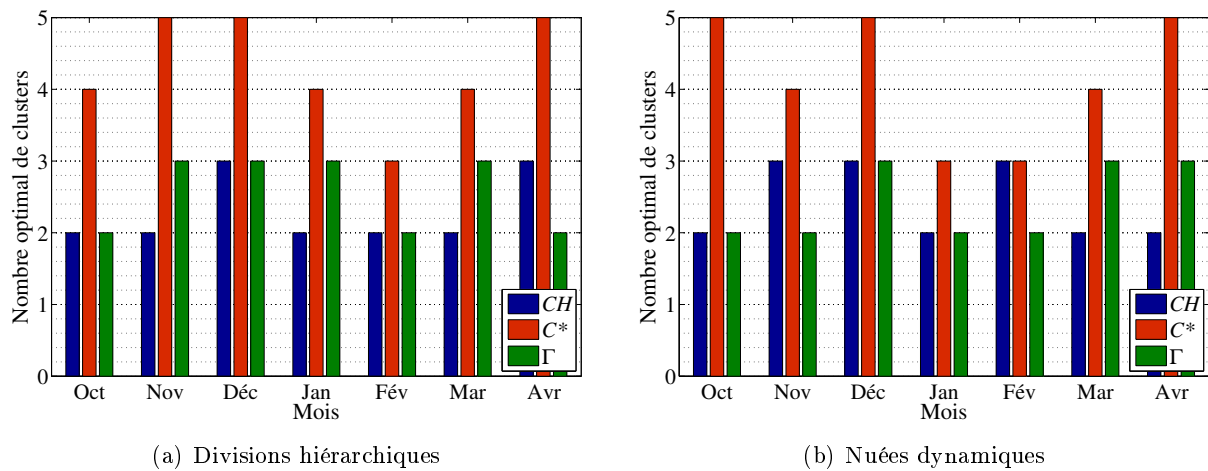 Nombre optimal de clusters
5
4
3
2
1
0
Oct Nov Déc Jan Fév Mar Avr
Mois
CH
C*
Γ
(a) Divisions hiérarchiques
Nombre optimal de clusters
5
4
3
2
1
0
Oct Nov Déc Jan Fév Mar Avr
Mois
CH
C*
Γ
(b) Nuées dynamiques